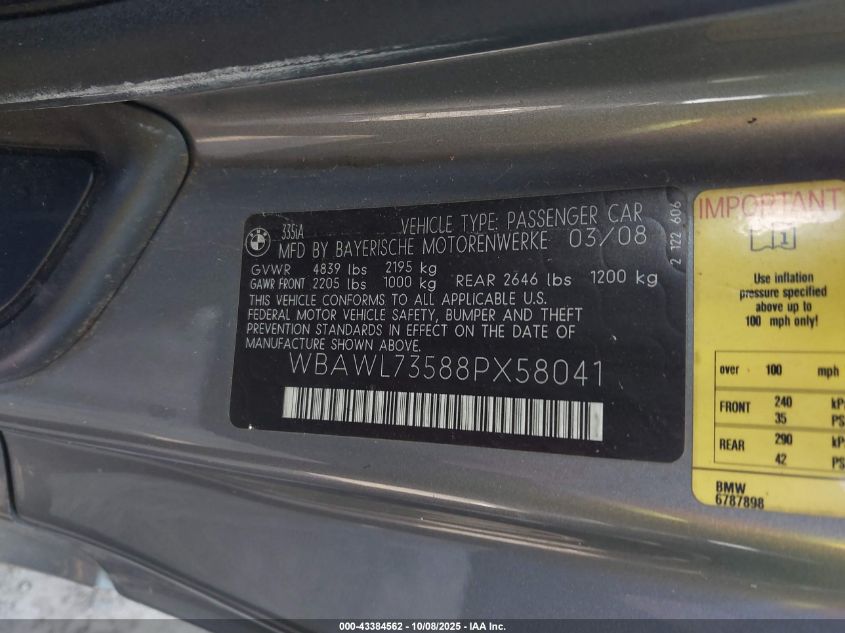 335iA VEHICLE TYPE: PASSENGER CAR
MFD BY BAYERISCHE MOTORENWERKE 03/08
GVWR 4839 lbs 2195 kg
GAWR FRONT 2205 lbs 1000 kg REAR 2646 lbs 1200 kg
THIS VEHICLE CONFORMS TO ALL APPLICABLE U.S.
FEDERAL MOTOR VEHICLE SAFETY, BUMPER AND THEFT
PREVENTION STANDARDS IN EFFECT ON THE DATE OF
MANUFACTURE SHOWN ABOVE.
WBAWL73588PX58041
2 122 606
IMPORTANT
Use inflation
pressure specified
above up to
100 mph only!
over 100 mph
FRONT 240 kP
35 PS
REAR 290 kP
42 PS
BMW
6787898
000-43384562 - 10/08/2025 - IAA Inc.